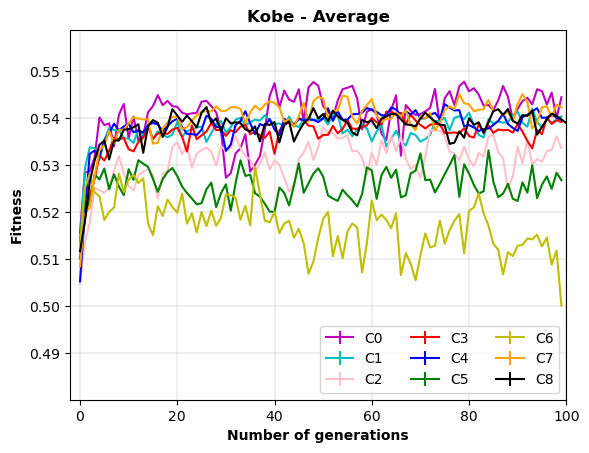 Kobe - Average
0.55
0.54
0.53
0.52
0.51
0.50
0.49
Fitness
C0 C3 C6
C1 C4 C7
C2 C5 C8
0 20 40 60 80 100
Number of generations